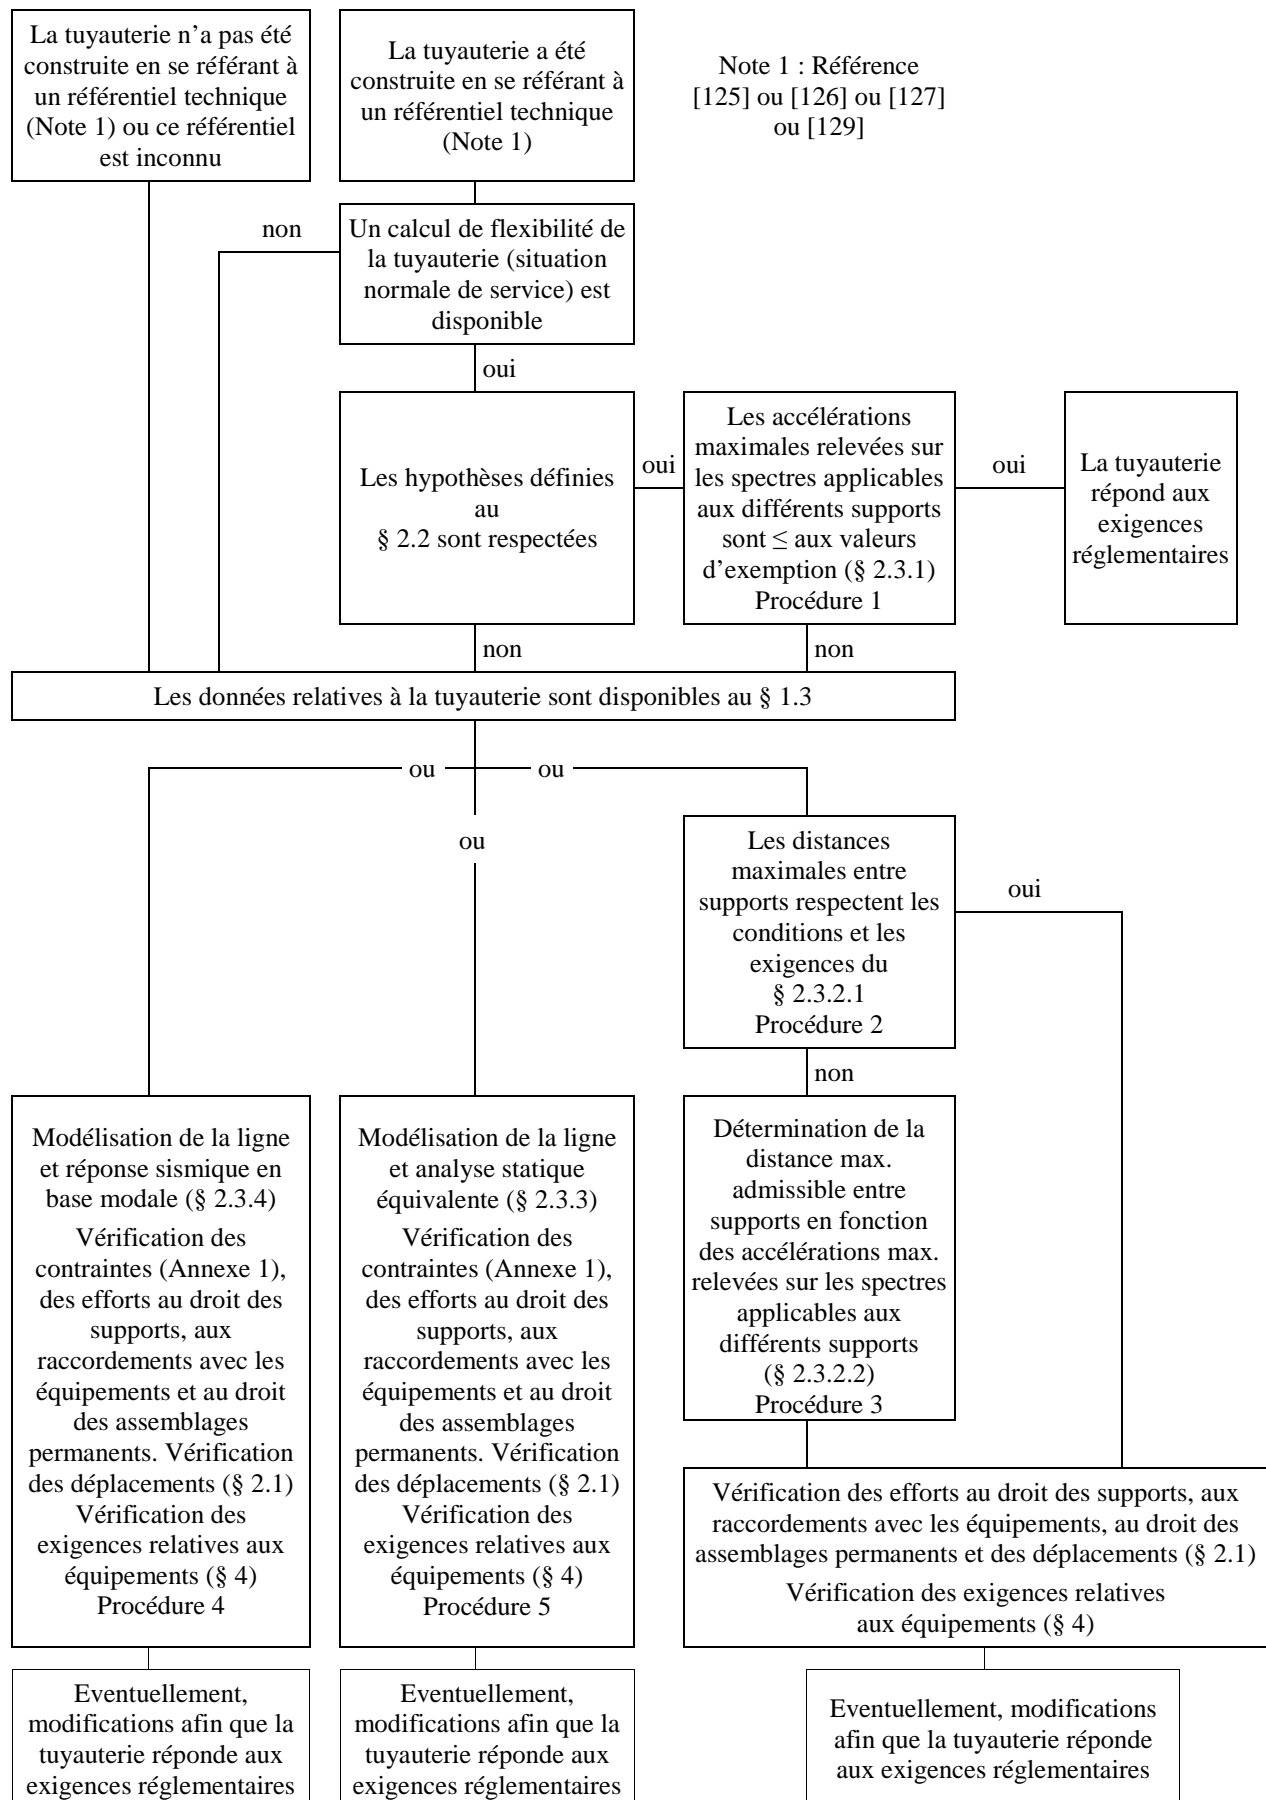 La tuyauterie n’a pas été
construite en se référant à
un référentiel technique
(Note 1) ou ce référentiel
est inconnu
La tuyauterie a été
construite en se référant à
un référentiel technique
(Note 1)
Note 1 : Référence
[125] ou [126] ou [127]
ou [129]
non
Un calcul de flexibilité de
la tuyauterie (situation
normale de service) est
disponible
oui
Les hypothèses définies
au
§ 2.2 sont respectées
oui
Les accélérations
maximales relevées sur
les spectres applicables
aux différents supports
sont ≤ aux valeurs
d’exemption (§ 2.3.1)
Procédure 1
oui
La tuyauterie
répond aux
exigences
réglementaires
non
non
Les données relatives à la tuyauterie sont disponibles au § 1.3
ou
ou
ou
Les distances
maximales entre
supports respectent les
conditions et les
exigences du
§ 2.3.2.1
Procédure 2
oui
non
Modélisation de la ligne
et réponse sismique en
base modale (§ 2.3.4)
Vérification des
contraintes (Annexe 1),
des efforts au droit des
supports, aux
raccordements avec les
équipements et au droit
des assemblages
permanents. Vérification
des déplacements (§ 2.1)
Vérification des
exigences relatives aux
équipements (§ 4)
Procédure 4
Modélisation de la ligne
et analyse statique
équivalente (§ 2.3.3)
Vérification des
contraintes (Annexe 1),
des efforts au droit des
supports, aux
raccordements avec les
équipements et au droit
des assemblages
permanents. Vérification
des déplacements (§ 2.1)
Vérification des
exigences relatives aux
équipements (§ 4)
Procédure 5
Détermination de la
distance max.
admissible entre
supports en fonction
des accélérations max.
relevées sur les spectres
applicables aux
différents supports
(§ 2.3.2.2)
Procédure 3
Vérification des efforts au droit des supports, aux
raccordements avec les équipements, au droit des
assemblages permanents et des déplacements (§ 2.1)
Vérification des exigences relatives
aux équipements (§ 4)
Eventuellement,
modifications afin que la
tuyauterie réponde aux
exigences réglementaires
Eventuellement,
modifications afin que la
tuyauterie réponde aux
exigences réglementaires
Eventuellement, modifications
afin que la tuyauterie réponde
aux exigences réglementaires